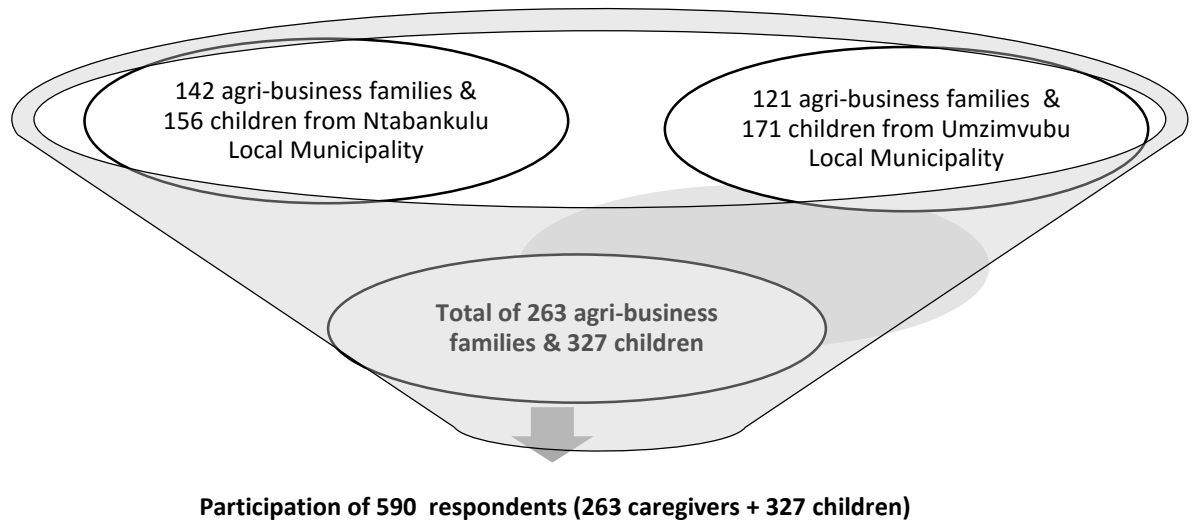 142 agri-business families &
156 children from Ntabankulu
Local Municipality
121 agri-business families &
171 children from Umzimvubu
Local Municipality
Total of 263 agri-business
families & 327 children
Participation of 590 respondents (263 caregivers + 327 children)